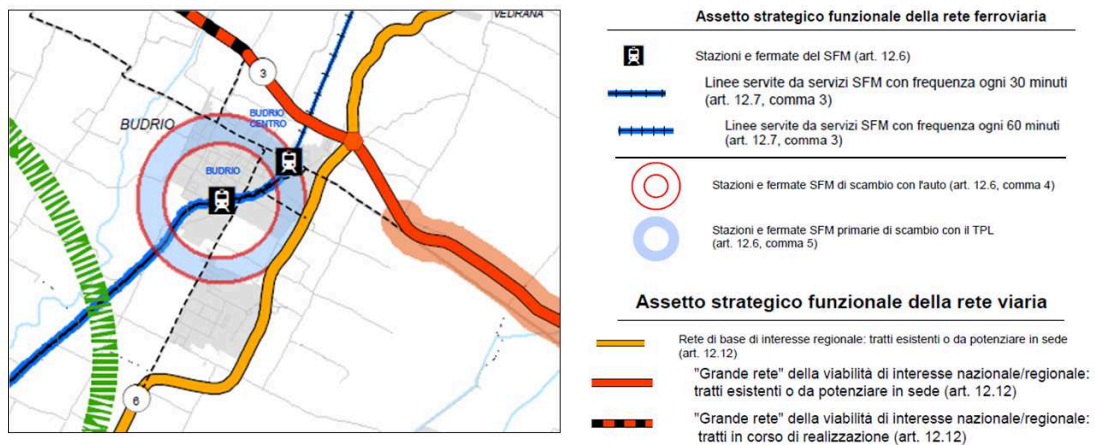 VEDRANA
3
BUDRIO
BUDRIO
CENTRO
BUDRIO
6
Assetto strategico funzionale della rete ferroviaria
Stazioni e fermate del SFM (art. 12.6)
Linee servite da servizi SFM con frequenza ogni 30 minuti
(art. 12.7, comma 3)
Linee servite da servizi SFM con frequenza ogni 60 minuti
(art. 12.7, comma 3)
Stazioni e fermate SFM di scambio con l'auto (art. 12.6, comma 4)
Stazioni e fermate SFM primarie di scambio con il TPL
(art. 12.6, comma 5)
Assetto strategico funzionale della rete viaria
Rete di base di interesse regionale: tratti esistenti o da potenziare in sede
(art. 12.12)
"Grande rete" della viabilità di interesse nazionale/regionale:
tratti esistenti o da potenziare in sede (art. 12.12)
"Grande rete" della viabilità di interesse nazionale/regionale:
tratti in corso di realizzazione (art. 12.12)